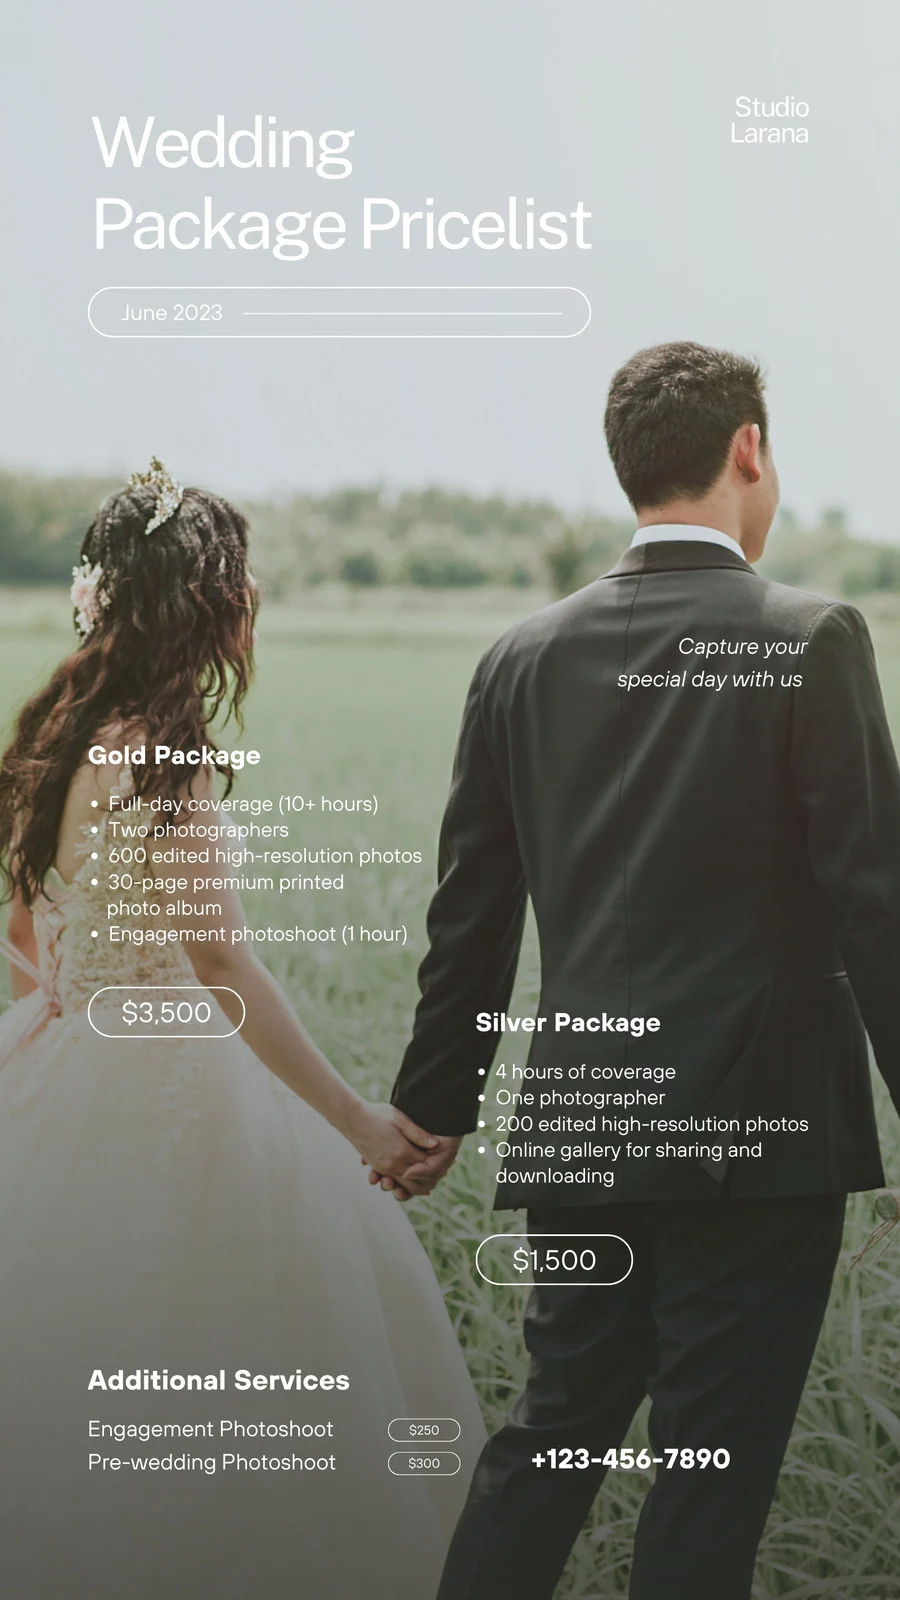 Wedding
Package Pricelist
Studio
Larana
June 2023
Capture your
special day with us
Gold Package
• Full-day coverage (10+ hours)
• Two photographers
• 600 edited high-resolution photos
• 30-page premium printed
photo album
• Engagement photoshoot (1 hour)
$3,500
Silver Package
• 4 hours of coverage
• One photographer
• 200 edited high-resolution photos
• Online gallery for sharing and
downloading
$1,500
Additional Services
Engagement Photoshoot $250
Pre-wedding Photoshoot $300
+123-456-7890